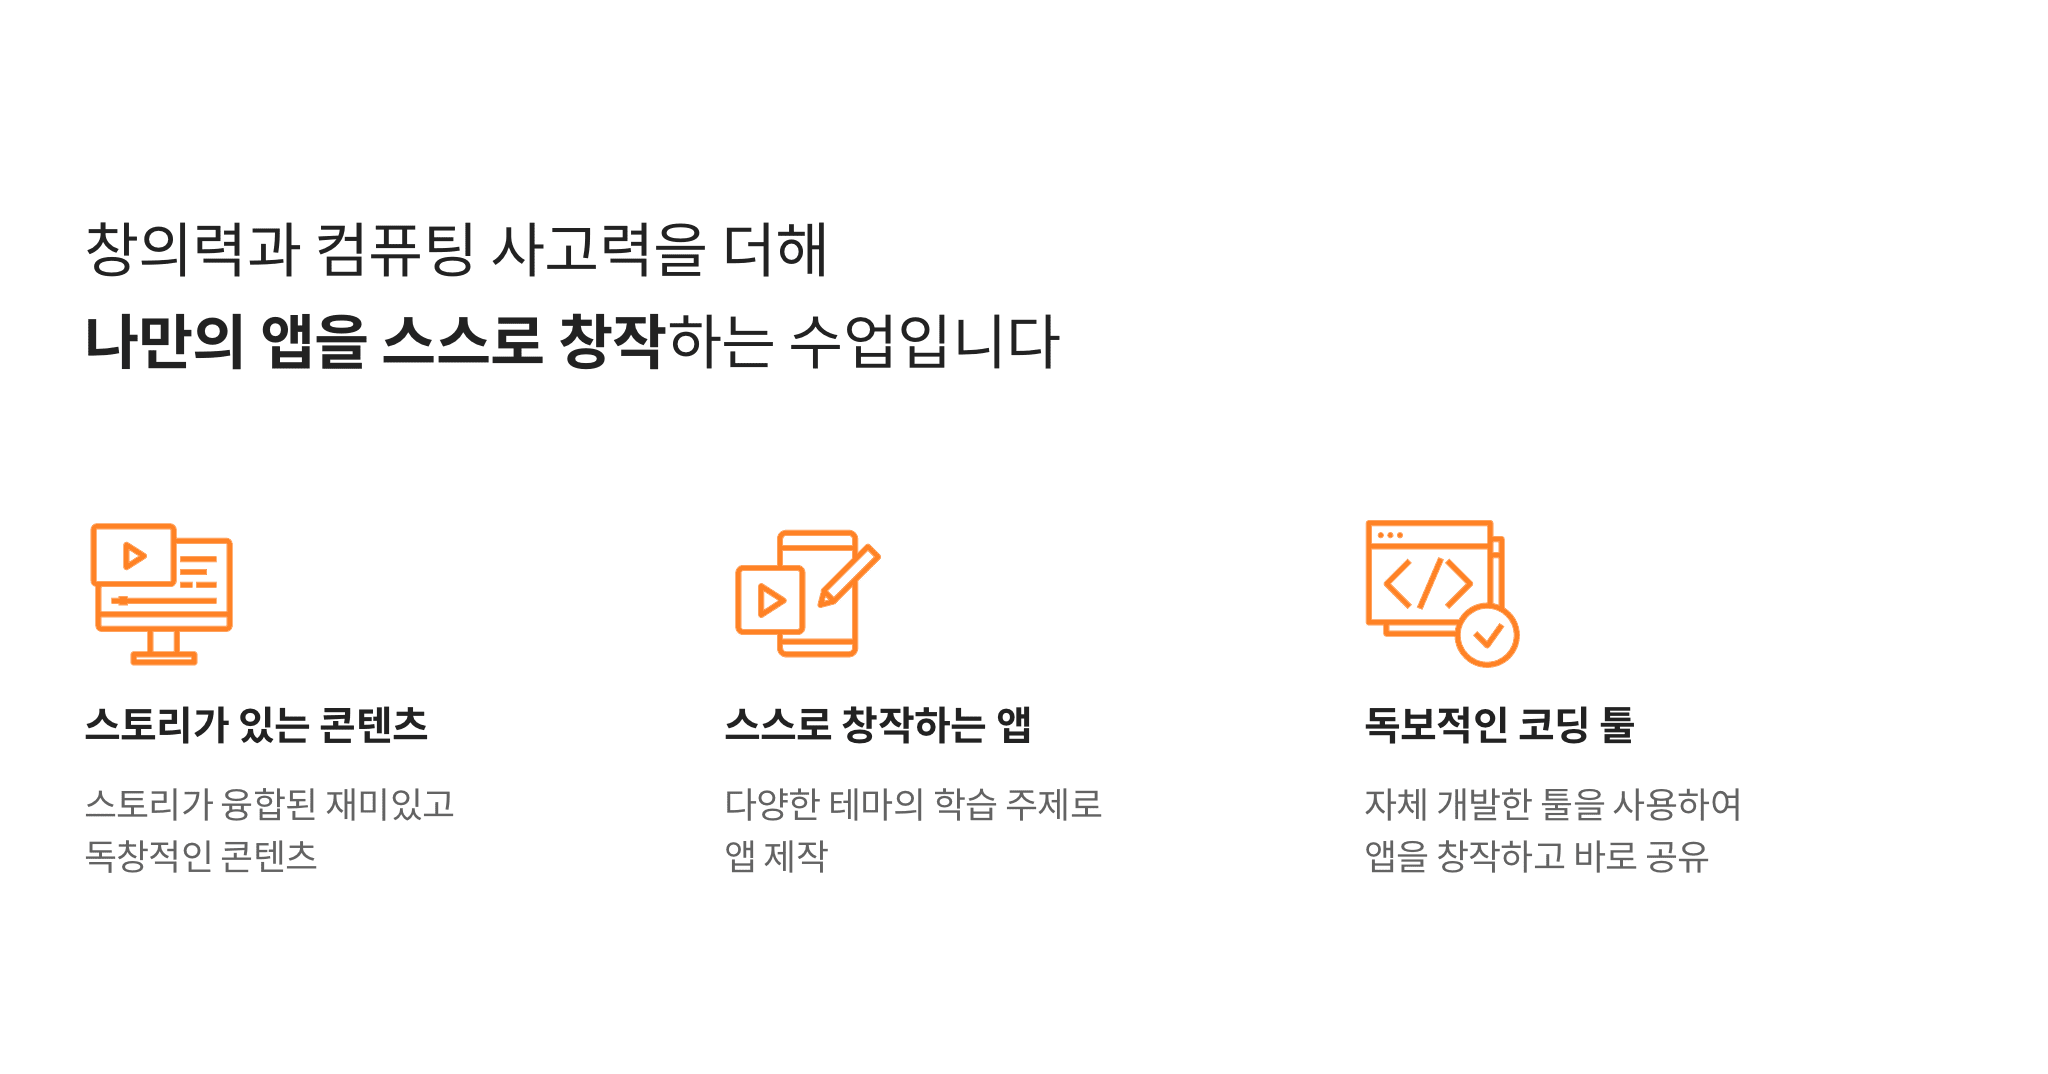 창의력과 컴퓨팅 사고력을 더해
나만의 앱을 스스로 창작하는 수업입니다
스토리가 있는 콘텐츠
스토리가 융합된 재미있고
독창적인 콘텐츠
스스로 창작하는 앱
다양한 테마의 학습 주제로
앱 제작
독보적인 코딩 툴
자체 개발한 툴을 사용하여
앱을 창작하고 바로 공유